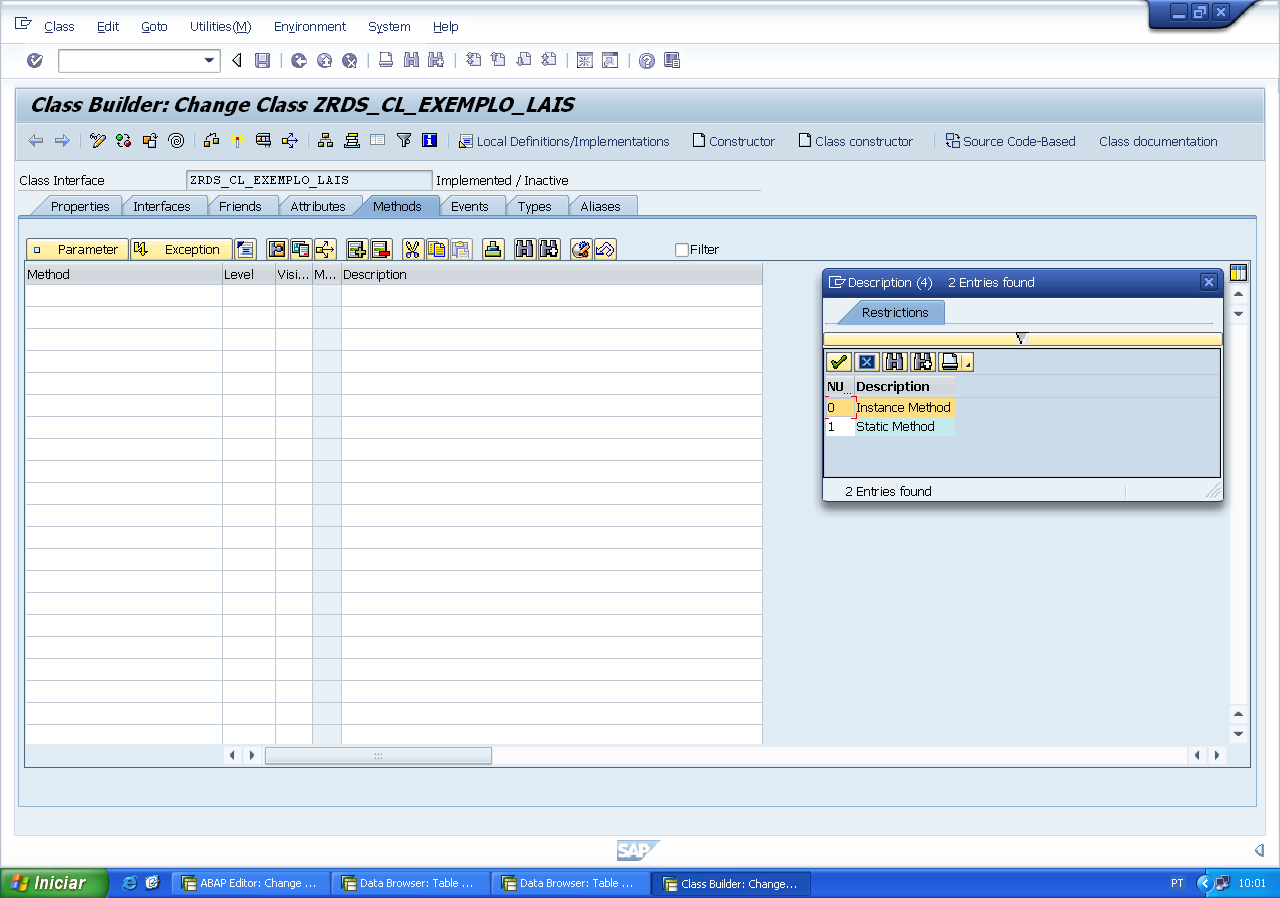 Class Edit Goto Utilities(M) Environment System Help
Class Builder: Change Class ZRDS_CL_EXEMPLO_LAIS
Local Definitions/Implementations Constructor Class constructor Source Code-Based Class documentation
Class Interface ZRDS_CL_EXEMPLO_LAIS Implemented / Inactive
Properties Interfaces Friends Attributes Methods Events Types Aliases
Parameter Exception Filter
Method Level Visi... M... Description
Description (4) 2 Entries found
Restrictions
NU... Description
0 Instance Method
1 Static Method
2 Entries found
SAP
Iniciar ABAP Editor: Change ... Data Browser: Table ... Data Browser: Table ... Class Builder: Change... PT 10:01